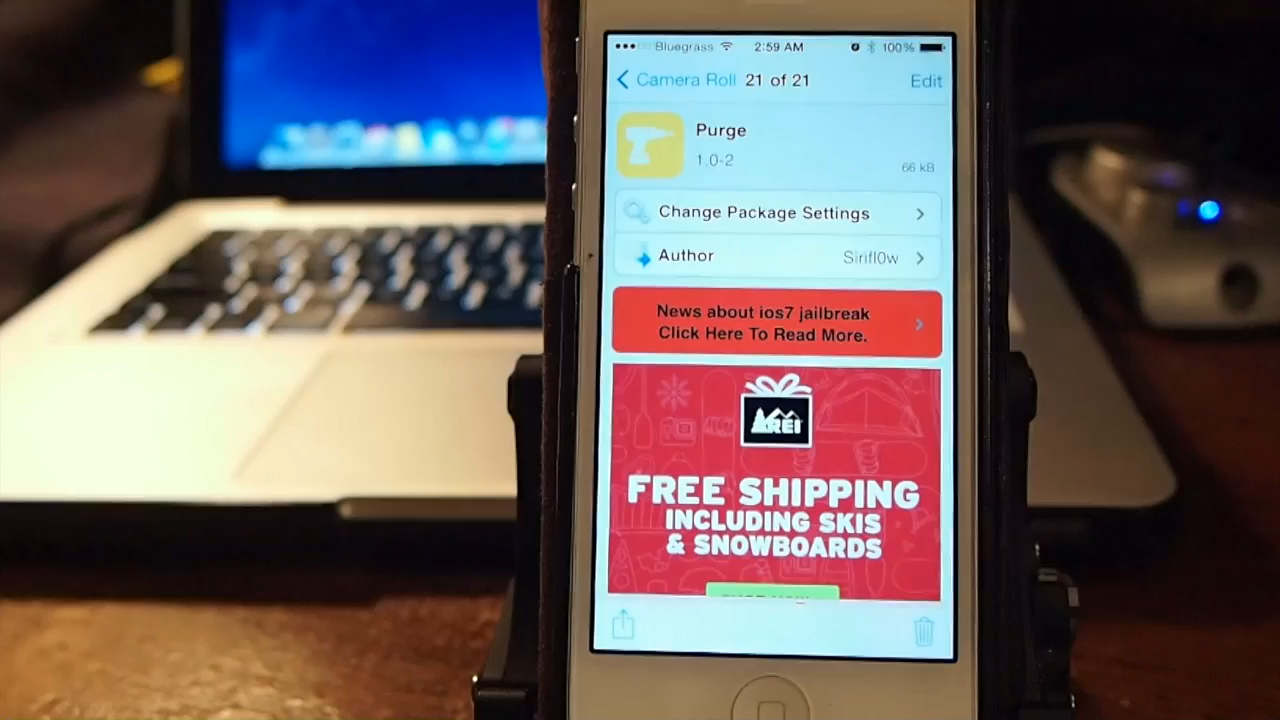 Bluegrass 2:59 AM 100%
Camera Roll 21 of 21 Edit
Purge
1.0-2
66 kB
Change Package Settings
Author Sirifl0w
News about ios7 jailbreak
Click Here To Read More.
REI
FREE SHIPPING
INCLUDING SKIS
& SNOWBOARDS